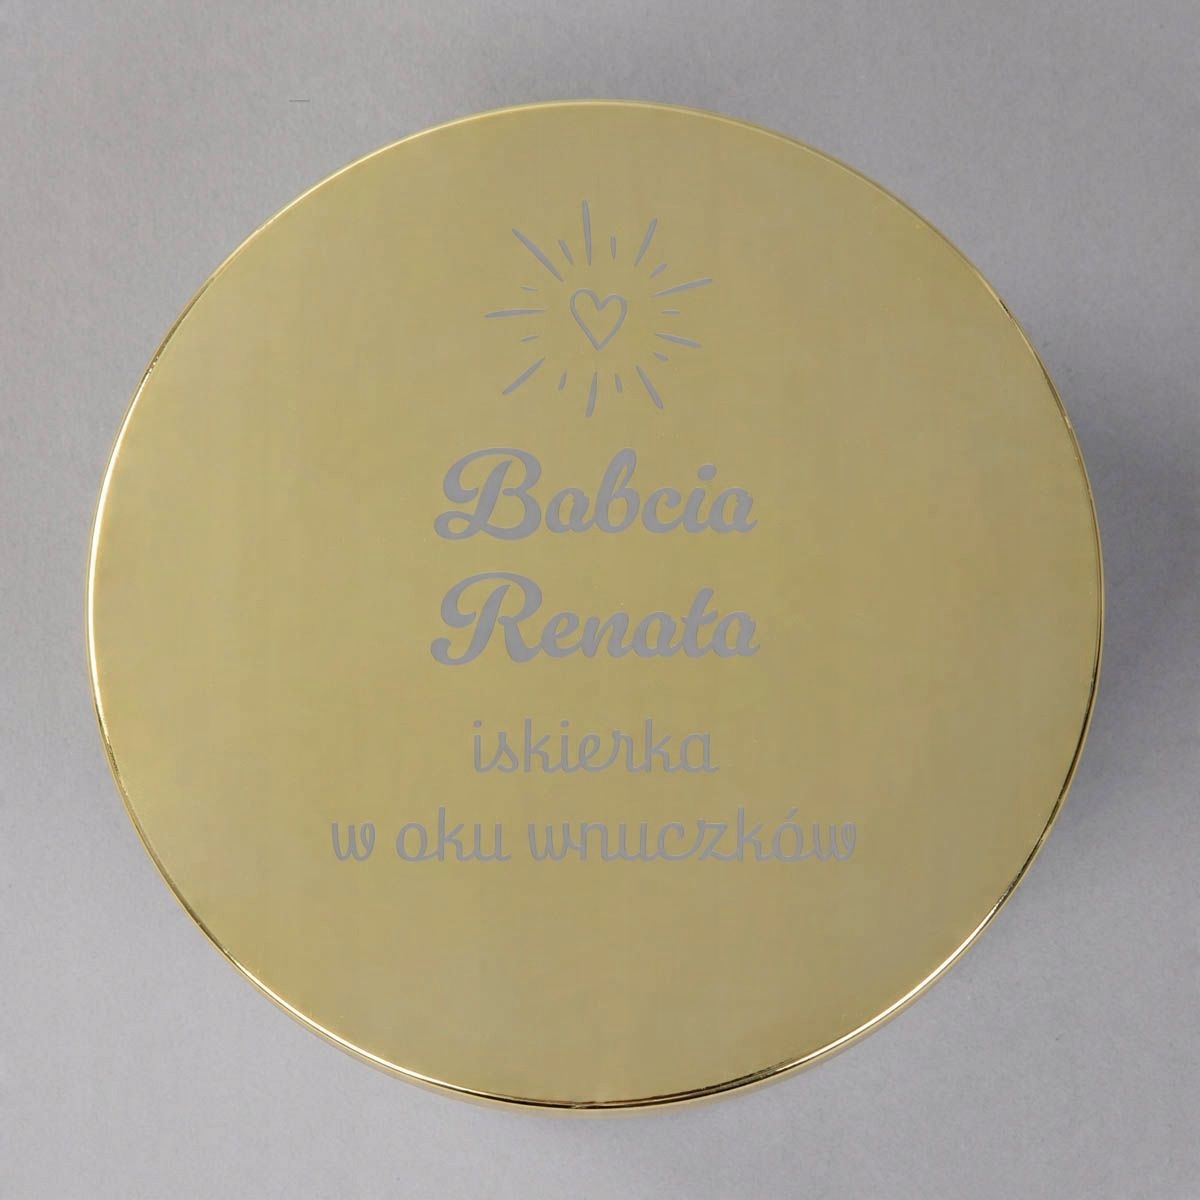 Babcia
Renata
iskierka
w oku wnuczków